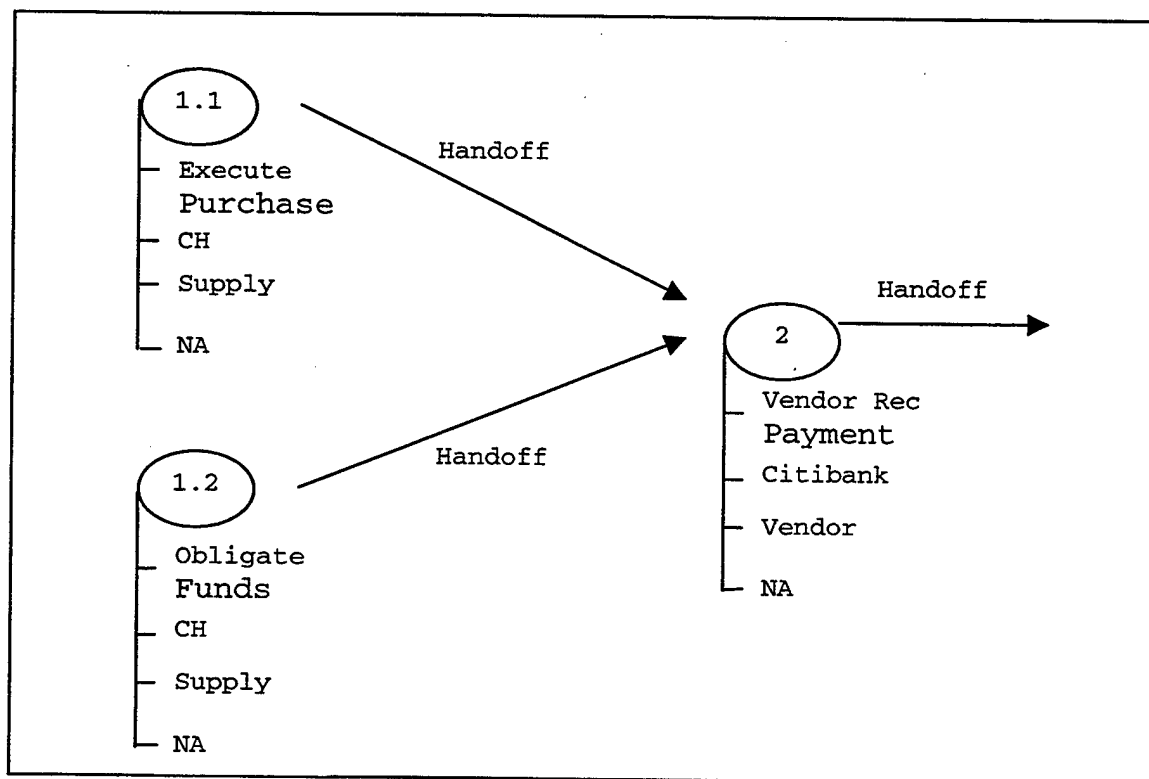 1.1
Execute
Purchase
CH
Supply
NA
Handoff
1.2
Obligate
Funds
CH
Supply
NA
Handoff
2
Vendor Rec
Payment
Citibank
Vendor
NA
Handoff